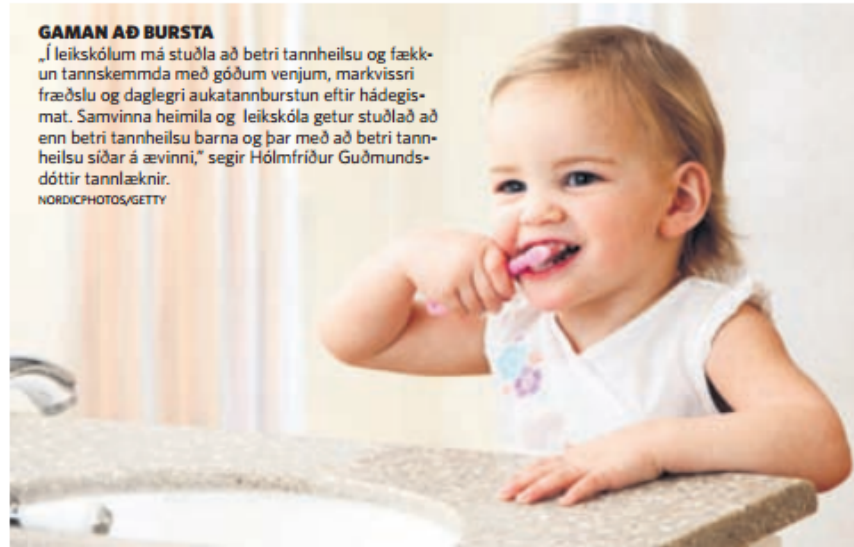 GAMAN AÐ BURSTA
„Í leikskólum má stuðla að betri tannheilsu og fækk-
un tannskemmda með góðum venjum, markvissri
fræðslu og daglegri aukatannburstun eftir hádegis-
mat. Samvinna heimila og leikskóla getur stuðlað að
enn betri tannheilsu barna og þar með að betri tann-
heilsu síðar á ævinni,“ segir Hólmfríður Guðmunds-
dóttir tannlæknir.
NORDICPHOTOS/GETTY